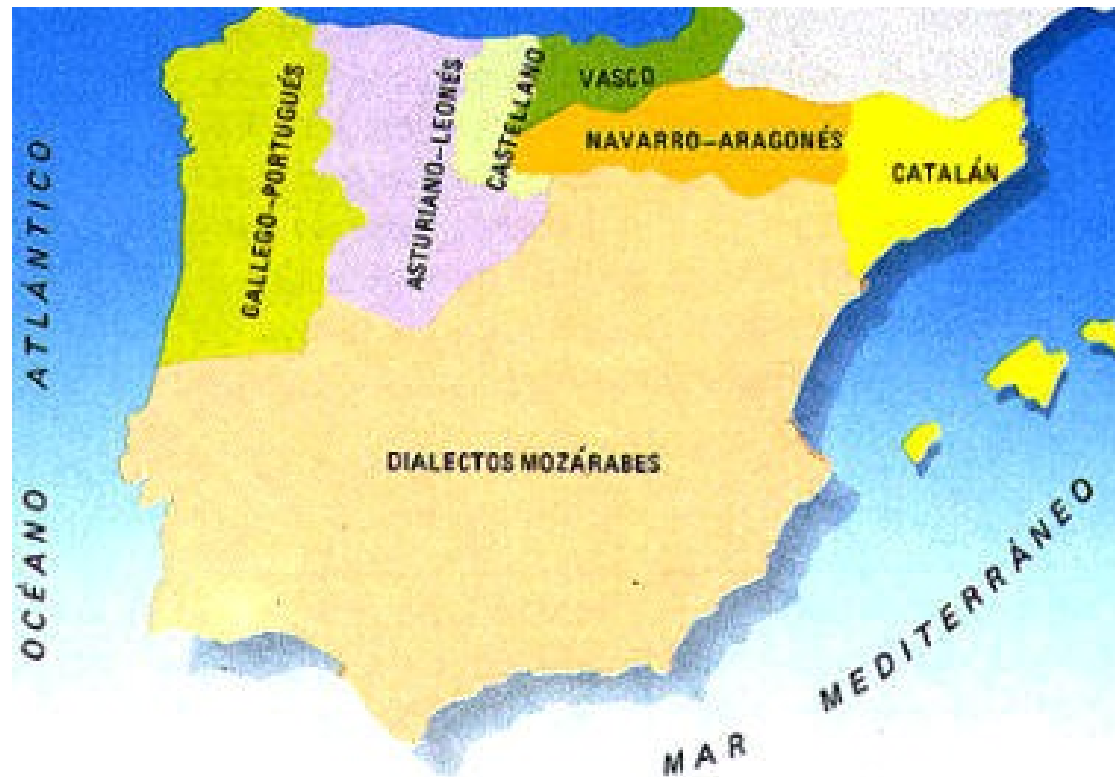 GALLEGO-PORTUGUÉS
ASTURIANO-LEONÉS
CASTELLANO
VASCO
NAVARRO-ARAGONÉS
CATALÁN
DIALECTOS MOZÁRABES
OCÉANO ATLÁNTICO
MAR MEDITERRÁNEO